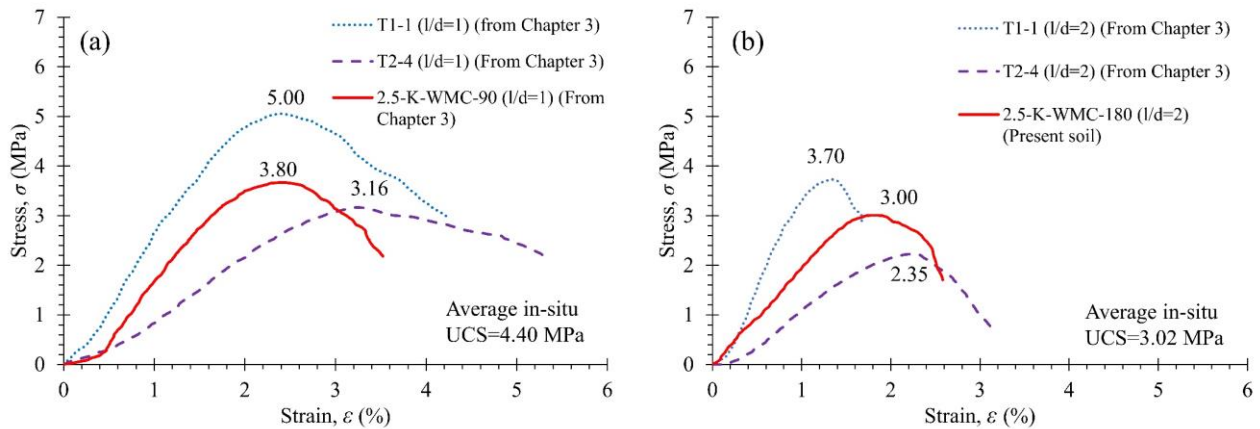 (a)
T1-1 (l/d=1) (from Chapter 3)
T2-4 (l/d=1) (From Chapter 3)
2.5-K-WMC-90 (l/d=1) (From
Chapter 3)
7
6
5
4
3
2
1
0
Stress, σ (MPa)
5.00
3.80
3.16
Average in-situ
UCS=4.40 MPa
0 1 2 3 4 5 6
Strain, ε (%)
(b)
T1-1 (l/d=2) (From Chapter 3)
T2-4 (l/d=2) (From Chapter 3)
2.5-K-WMC-180 (l/d=2)
(Present soil)
7
6
5
4
3
2
1
0
Stress, σ (MPa)
3.70
3.00
2.35
Average in-situ
UCS=3.02 MPa
0 1 2 3 4 5 6
Strain, ε (%)